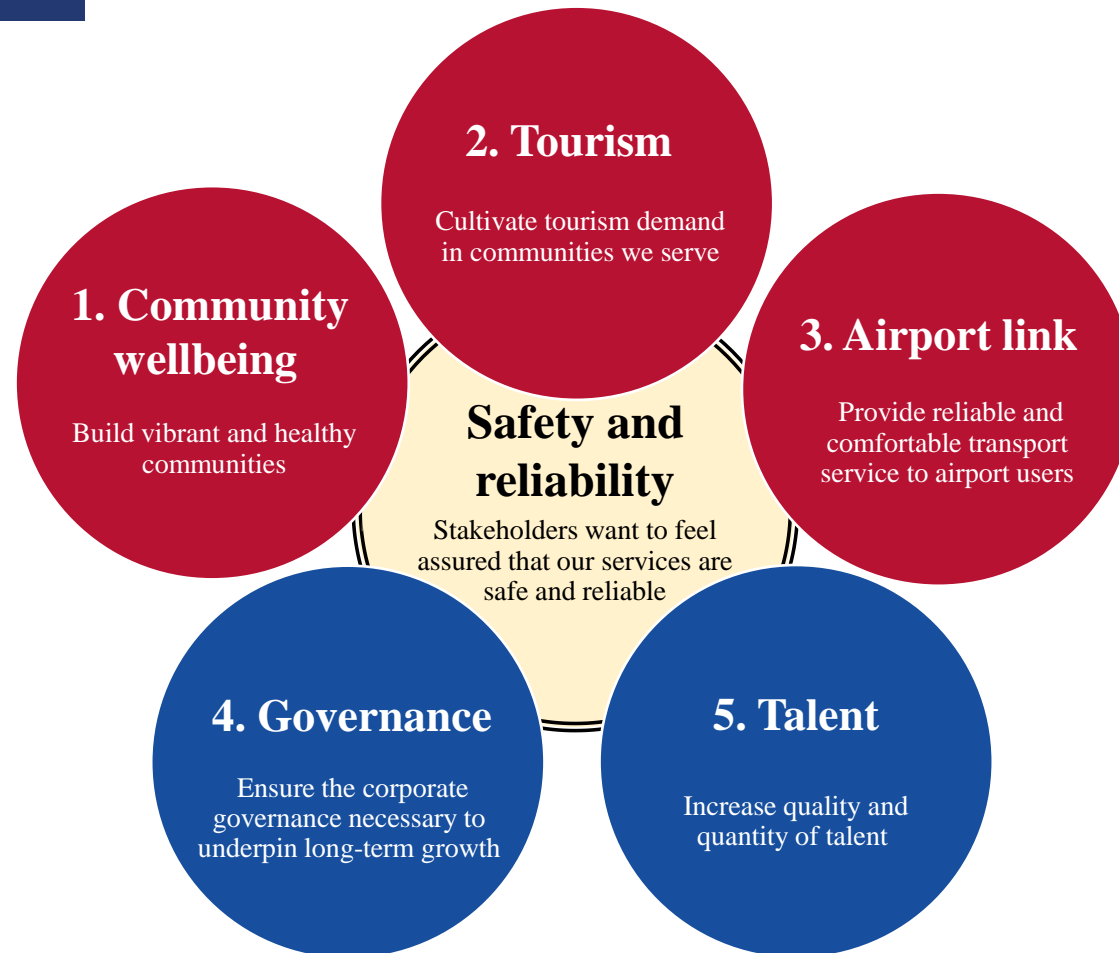 1. Community
wellbeing
Build vibrant and healthy
communities
2. Tourism
Cultivate tourism demand
in communities we serve
3. Airport link
Provide reliable and
comfortable transport
service to airport users
Safety and
reliability
Stakeholders want to feel
assured that our services are
safe and reliable
4. Governance
Ensure the corporate
governance necessary to
underpin long-term growth
5. Talent
Increase quality and
quantity of talent